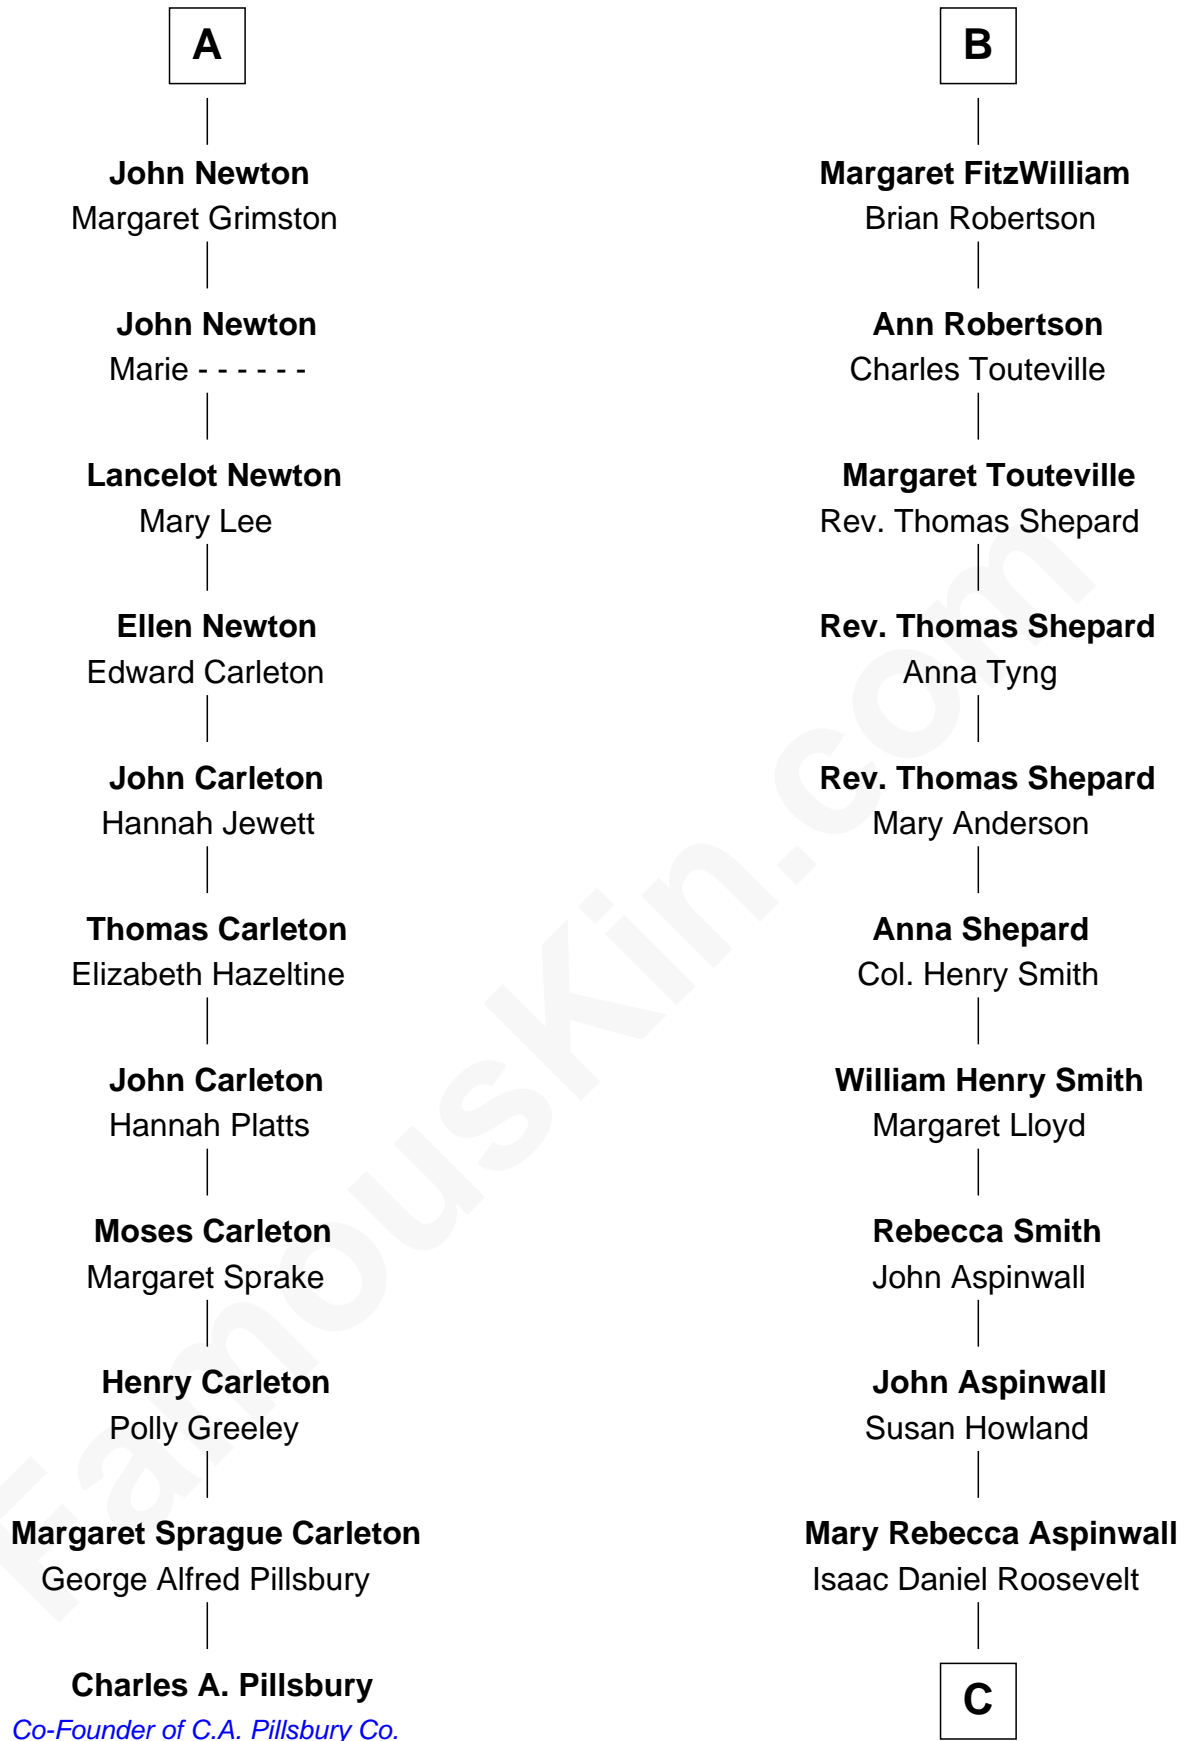 A
John Newton
Margaret Grimston
John Newton
Marie - - - - - -
Lancelot Newton
Mary Lee
Ellen Newton
Edward Carleton
John Carleton
Hannah Jewett
Thomas Carleton
Elizabeth Hazeltine
John Carleton
Hannah Platts
Moses Carleton
Margaret Sprake
Henry Carleton
Polly Greeley
Margaret Sprague Carleton
George Alfred Pillsbury
Charles A. Pillsbury
Co-Founder of C.A. Pillsbury Co.
B
Margaret FitzWilliam
Brian Robertson
Ann Robertson
Charles Touteville
Margaret Touteville
Rev. Thomas Shepard
Rev. Thomas Shepard
Anna Tyng
Rev. Thomas Shepard
Mary Anderson
Anna Shepard
Col. Henry Smith
William Henry Smith
Margaret Lloyd
Rebecca Smith
John Aspinwall
John Aspinwall
Susan Howland
Mary Rebecca Aspinwall
Isaac Daniel Roosevelt
C
FamousKin.com